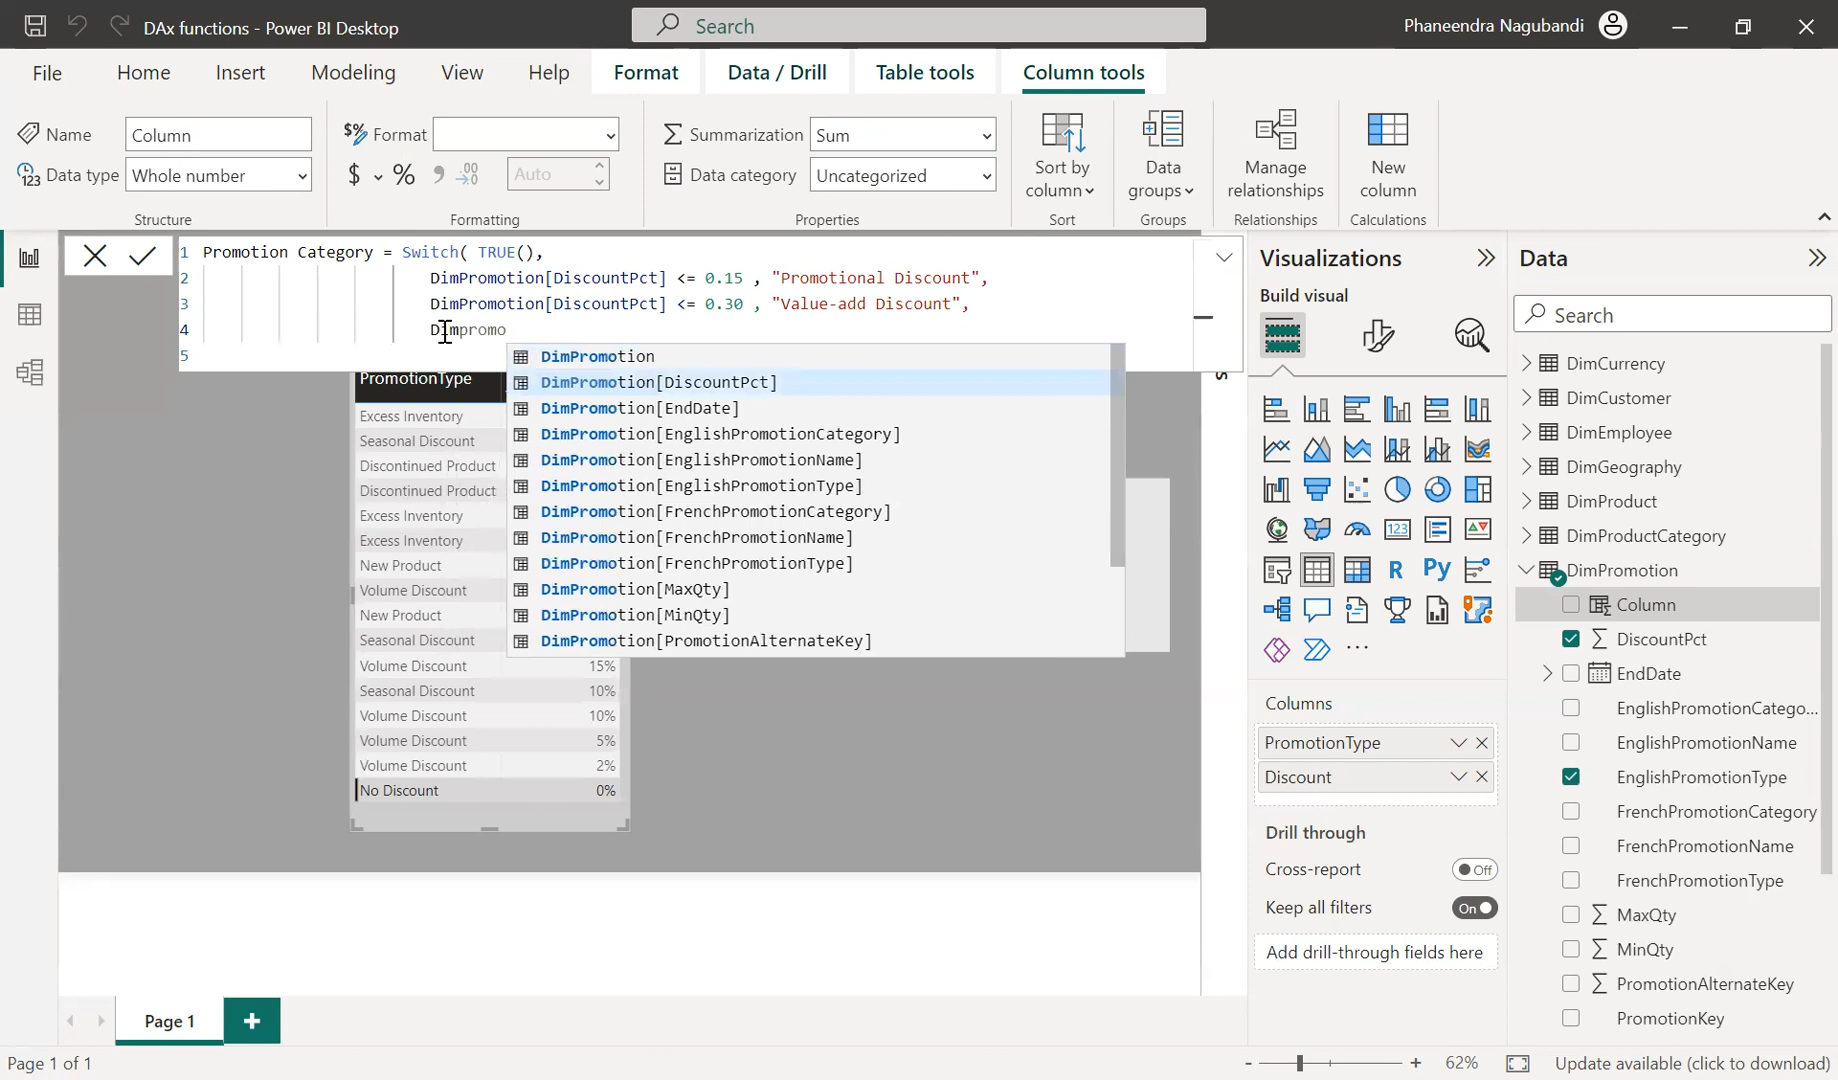 DAx functions - Power BI Desktop
Search
Phaneendra Nagubandi
File Home Insert Modeling View Help Format Data / Drill Table tools Column tools
Name Column
Data type Whole number
Structure
$% Format
$ % , .00 Auto
Formatting
Summarization Sum
Data category Uncategorized
Properties
Sort by column
Sort
Data groups
Groups
Manage relationships
Relationships
New column
Calculations
1 Promotion Category = Switch( TRUE(),
2 DimPromotion[DiscountPct] <= 0.15 , "Promotional Discount",
3 DimPromotion[DiscountPct] <= 0.30 , "Value-add Discount",
4 Dimpromo
5
DimPromotion
DimPromotion[DiscountPct]
DimPromotion[EndDate]
DimPromotion[EnglishPromotionCategory]
DimPromotion[EnglishPromotionName]
DimPromotion[EnglishPromotionType]
DimPromotion[FrenchPromotionCategory]
DimPromotion[FrenchPromotionName]
DimPromotion[FrenchPromotionType]
DimPromotion[MaxQty]
DimPromotion[MinQty]
DimPromotion[PromotionAlternateKey]
PromotionType
Excess Inventory
Seasonal Discount
Discontinued Product
Discontinued Product
Excess Inventory
Excess Inventory
New Product
Volume Discount
New Product
Seasonal Discount
Volume Discount 15%
Seasonal Discount 10%
Volume Discount 10%
Volume Discount 5%
Volume Discount 2%
No Discount 0%
Visualizations
Build visual
123
R Py
...
Columns
PromotionType
Discount
Drill through
Cross-report Off
Keep all filters On
Add drill-through fields here
Data
Search
DimCurrency
DimCustomer
DimEmployee
DimGeography
DimProduct
DimProductCategory
DimPromotion
Column
DiscountPct
EndDate
EnglishPromotionCatego...
EnglishPromotionName
EnglishPromotionType
FrenchPromotionCategory
FrenchPromotionName
FrenchPromotionType
MaxQty
MinQty
PromotionAlternateKey
PromotionKey
Page 1
Page 1 of 1
- + 62%
Update available (click to download)